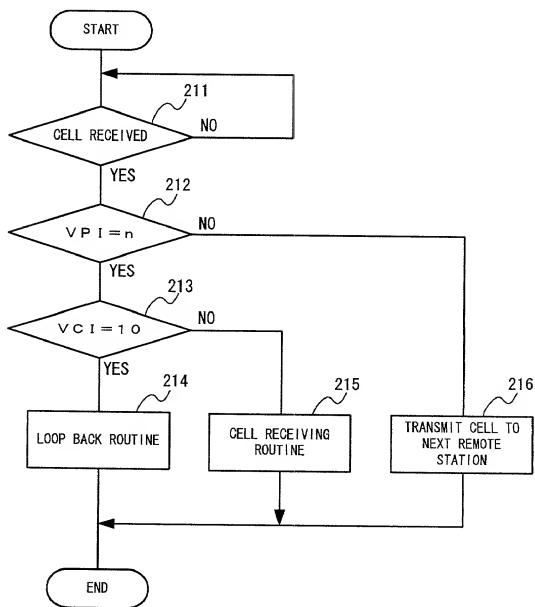 START
211
CELL RECEIVED
NO
YES
212
VPI=n
NO
YES
213
VCI=10
NO
YES
214
LOOP BACK ROUTINE
215
CELL RECEIVING
ROUTINE
216
TRANSMIT CELL TO
NEXT REMOTE
STATION
END